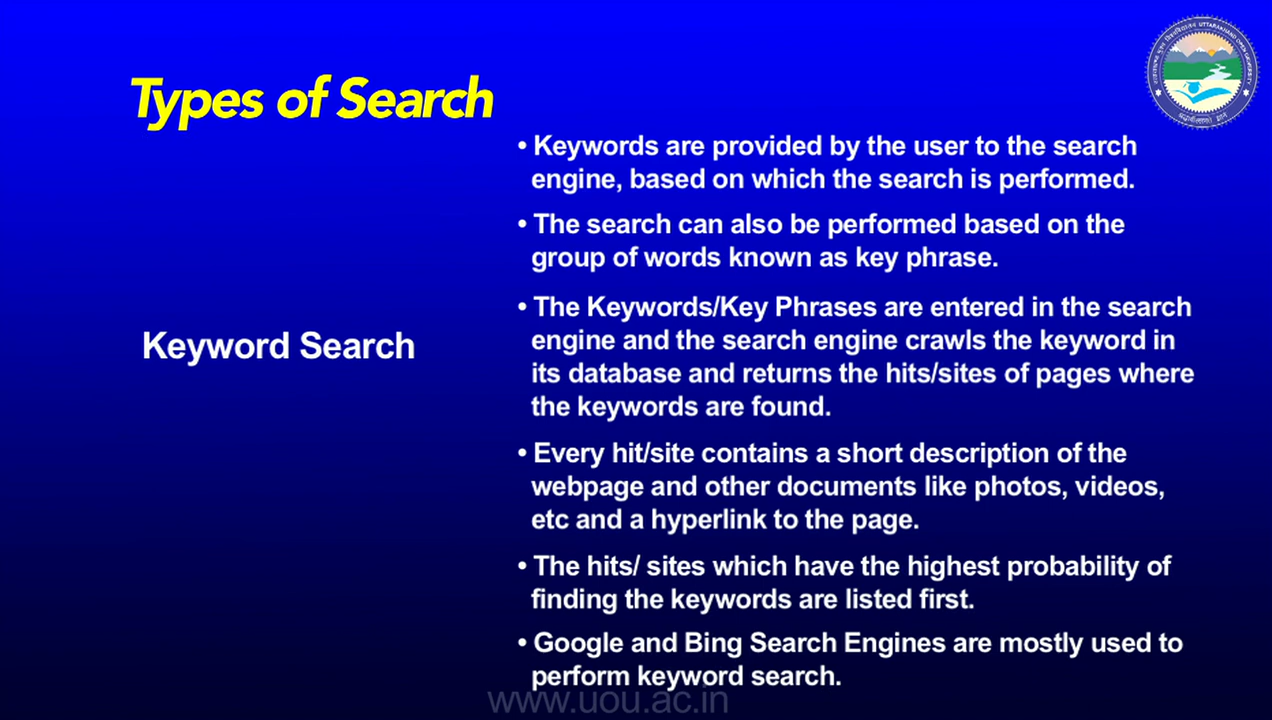 Types of Search
Keyword Search
• Keywords are provided by the user to the search
engine, based on which the search is performed.
• The search can also be performed based on the
group of words known as key phrase.
• The Keywords/Key Phrases are entered in the search
engine and the search engine crawls the keyword in
its database and returns the hits/sites of pages where
the keywords are found.
• Every hit/site contains a short description of the
webpage and other documents like photos, videos,
etc and a hyperlink to the page.
• The hits/ sites which have the highest probability of
finding the keywords are listed first.
• Google and Bing Search Engines are mostly used to
perform keyword search.
www.uou.ac.in
UTTARAKHAND OPEN UNIVERSITY